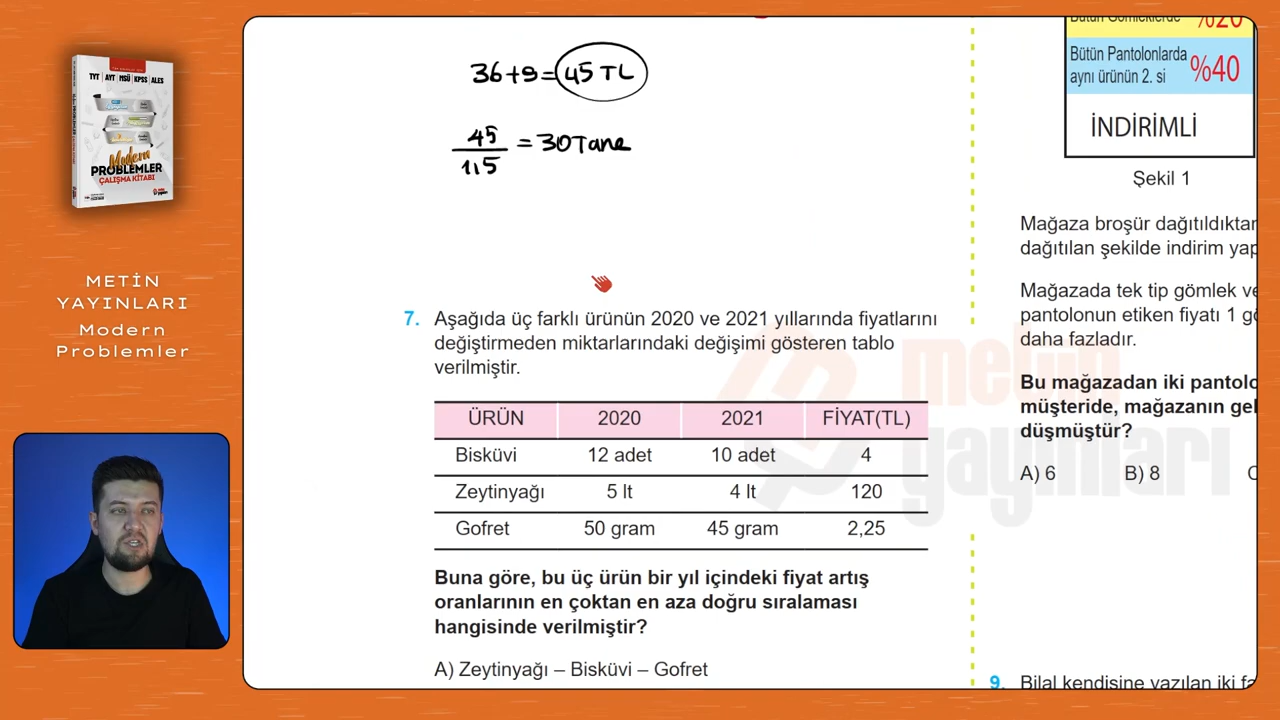 TYT AYT MSÜ KPSS ALES
Modern
PROBLEMLER
ÇALIŞMA KİTABI
METİN
YAYINLARI
Modern
Problemler
36+9=45 TL
45
1,5
= 30 Tane
7. Aşağıda üç farklı ürünün 2020 ve 2021 yıllarında fiyatlarını
değiştirmeden miktarlarındaki değişimi gösteren tablo
verilmiştir.
ÜRÜN 2020 2021 FİYAT(TL)
Bisküvi 12 adet 10 adet 4
Zeytinyağı 5 lt 4 lt 120
Gofret 50 gram 45 gram 2,25
Buna göre, bu üç ürün bir yıl içindeki fiyat artış
oranlarının en çoktan en aza doğru sıralaması
hangisinde verilmiştir?
A) Zeytinyağı – Bisküvi – Gofret
metin
yayınları
Bütün Gömleklerde %20
Bütün Pantolonlarda
aynı ürünün 2. si %40
İNDİRİMLİ
Şekil 1
Mağaza broşür dağıtıldıktan
dağıtılan şekilde indirim yap
Mağazada tek tip gömlek ve
pantolonun etiken fiyatı 1 gö
daha fazladır.
Bu mağazadan iki pantolo
müşteride, mağazanın gel
düşmüştür?
A) 6 B) 8 C
9. Bilal kendisine yazılan iki fa